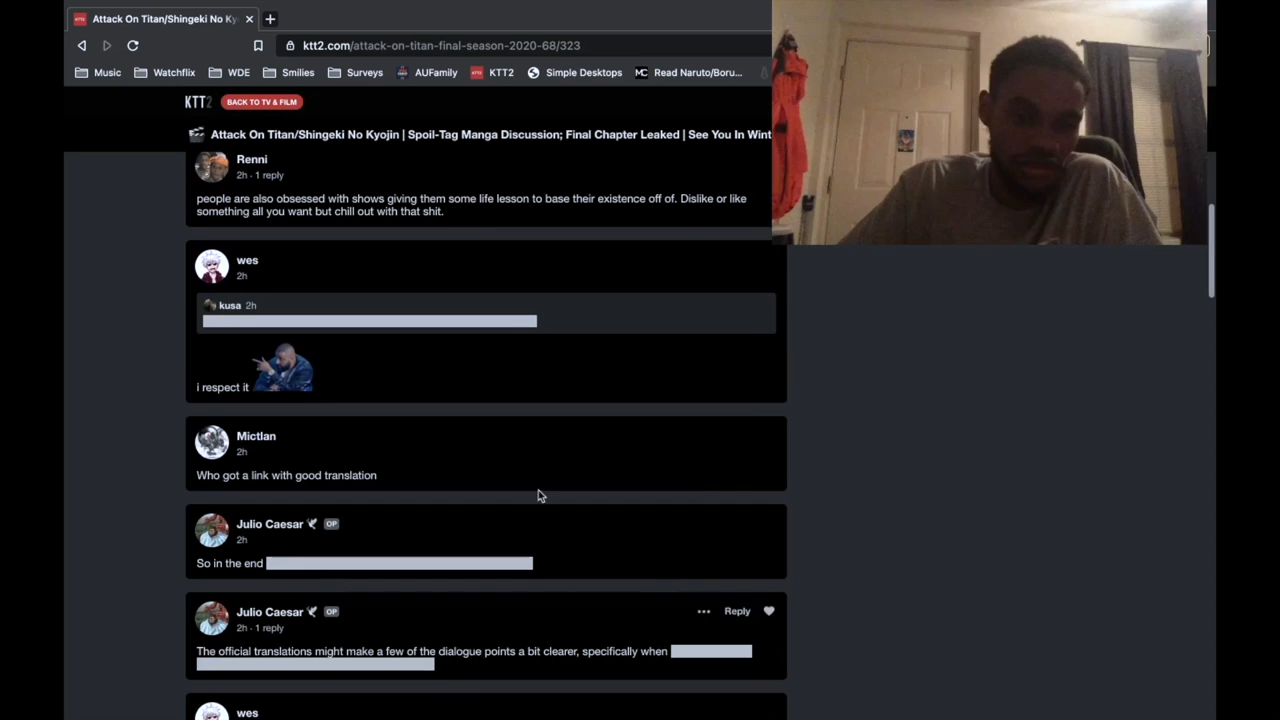 Attack On Titan/Shingeki No Ky
ktt2.com/attack-on-titan-final-season-2020-68/323
Music Watchflix WDE Smilies Surveys AUFamily KTT2 Simple Desktops Read Naruto/Boru...
KTT2 BACK TO TV & FILM
Attack On Titan/Shingeki No Kyojin | Spoil-Tag Manga Discussion; Final Chapter Leaked | See You In Wint
Renni
2h · 1 reply
people are also obsessed with shows giving them some life lesson to base their existence off of. Dislike or like
something all you want but chill out with that shit.
wes
2h
kusa 2h
i respect it
Mictlan
2h
Who got a link with good translation
Julio Caesar OP
2h
So in the end
Julio Caesar OP
... Reply
2h · 1 reply
The official translations might make a few of the dialogue points a bit clearer, specifically when
wes